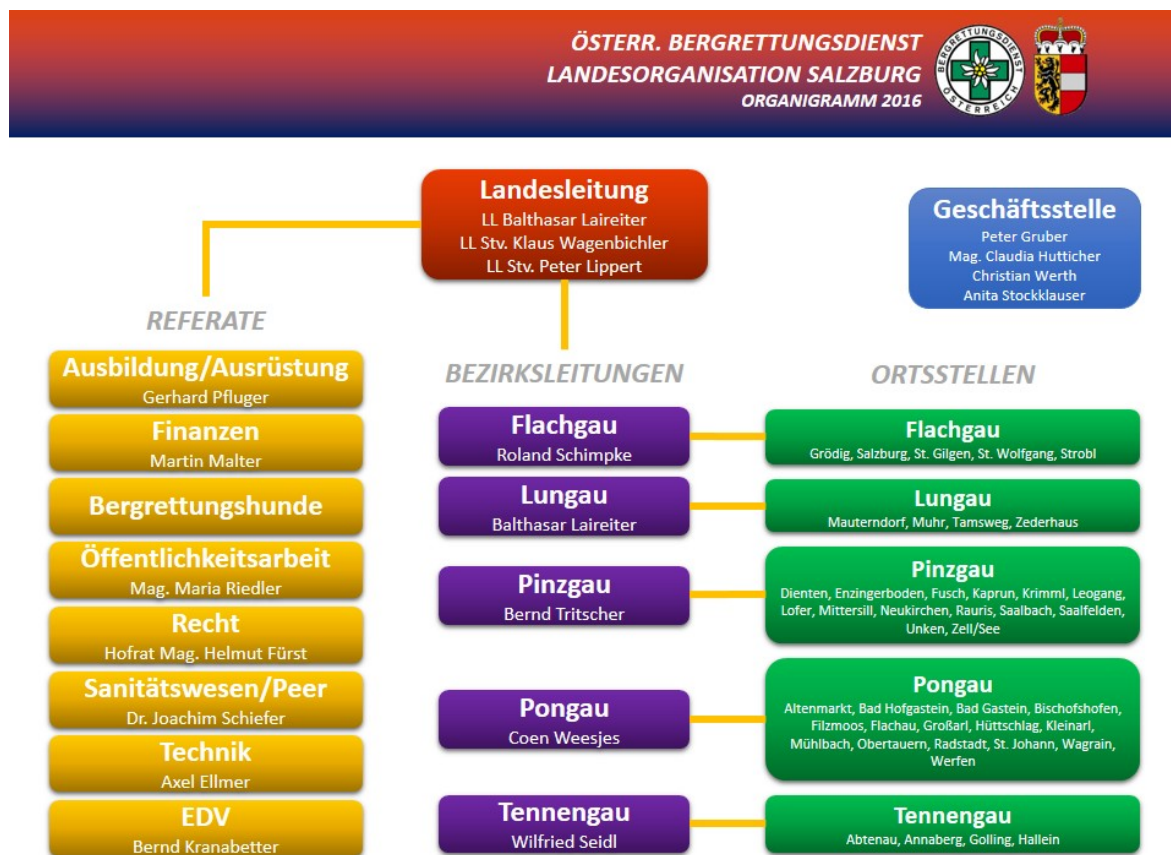 ÖSTERR. BERGRETTUNGSDIENST
LANDESORGANISATION SALZBURG
ORGANIGRAMM 2016
BERGRETTUNGSDIENST
ÖSTERREICH
Landesleitung
LL Balthasar Laireiter
LL Stv. Klaus Wagenbichler
LL Stv. Peter Lippert
Geschäftsstelle
Peter Gruber
Mag. Claudia Hutticher
Christian Werth
Anita Stockklauser
REFERATE
Ausbildung/Ausrüstung
Gerhard Pfluger
Finanzen
Martin Malter
Bergrettungshunde
Öffentlichkeitsarbeit
Mag. Maria Riedler
Recht
Hofrat Mag. Helmut Fürst
Sanitätswesen/Peer
Dr. Joachim Schiefer
Technik
Axel Ellmer
EDV
Bernd Kranabetter
BEZIRKSLEITUNGEN
Flachgau
Roland Schimpke
Lungau
Balthasar Laireiter
Pinzgau
Bernd Tritscher
Pongau
Coen Weesjes
Tennengau
Wilfried Seidl
ORTSSTELLEN
Flachgau
Grödig, Salzburg, St. Gilgen, St. Wolfgang, Strobl
Lungau
Mauterndorf, Muhr, Tamsweg, Zederhaus
Pinzgau
Dienten, Enzingerboden, Fusch, Kaprun, Krimml, Leogang,
Lofer, Mittersill, Neukirchen, Rauris, Saalbach, Saalfelden,
Unken, Zell/See
Pongau
Altenmarkt, Bad Hofgastein, Bad Gastein, Bischofshofen,
Filzmoos, Flachau, Großarl, Hüttschlag, Kleinarl,
Mühlbach, Obertauern, Radstadt, St. Johann, Wagrain,
Werfen
Tennengau
Abtenau, Annaberg, Golling, Hallein